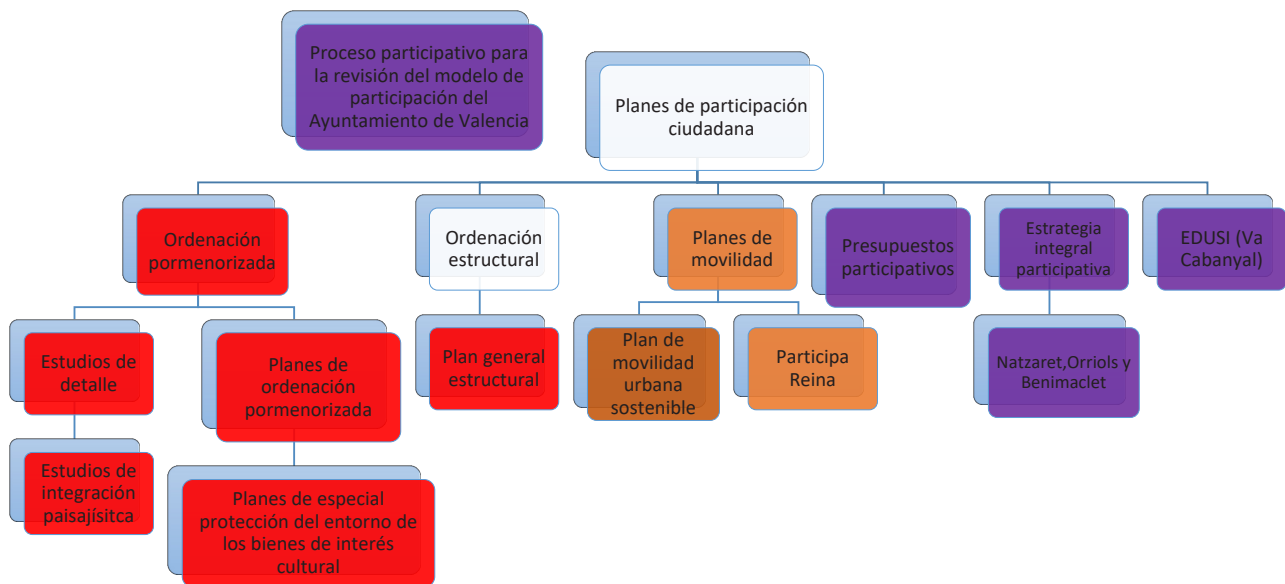 Proceso participativo para
la revisión del modelo de
participación del
Ayuntamiento de Valencia
Planes de participación
ciudadana
Ordenación
pormenorizada
Ordenación
estructural
Planes de
movilidad
Presupuestos
participativos
Estrategia
integral
participativa
EDUSI (Va
Cabanyal)
Estudios de
detalle
Planes de
ordenación
pormenorizada
Plan general
estructural
Plan de
movilidad
urbana
sostenible
Participa
Reina
Natzaret,Orriols y
Benimaclet
Estudios de
integración
paisajísitca
Planes de especial
protección del entorno de
los bienes de interés
cultural